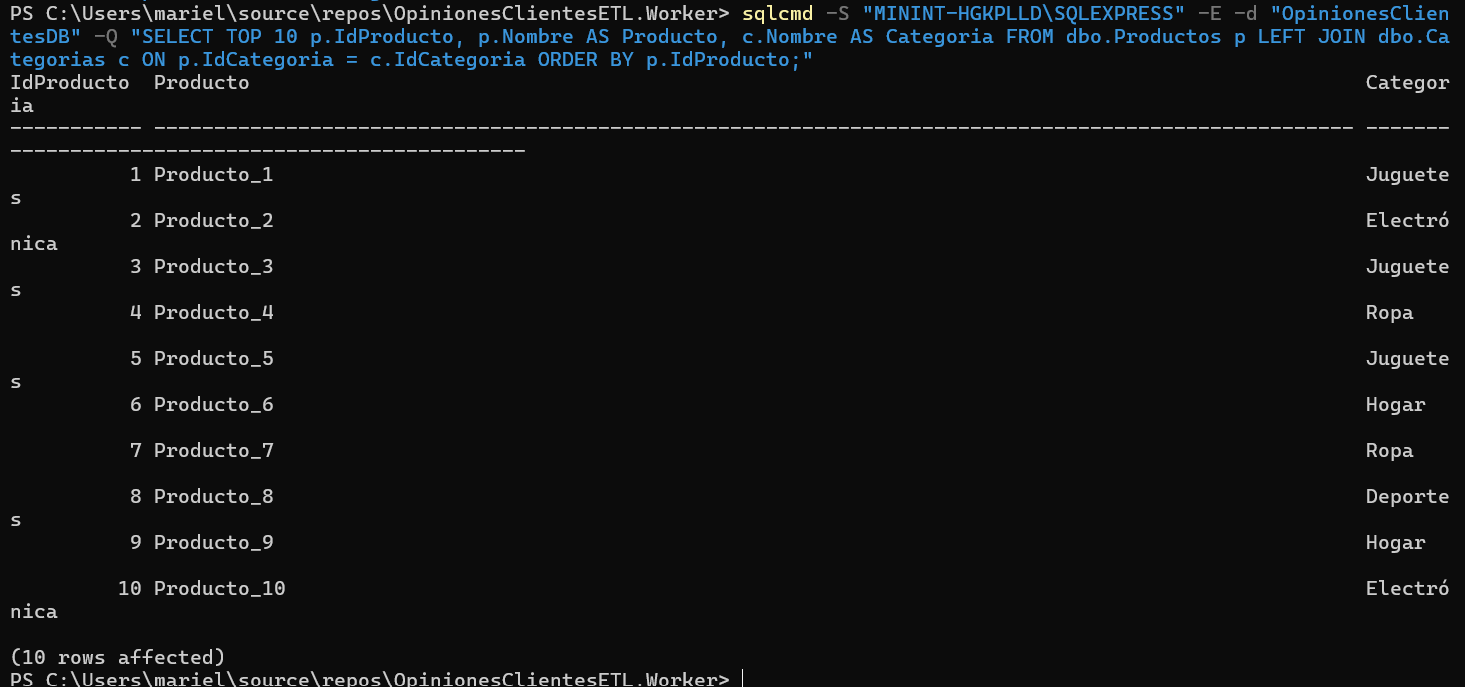 PS C:\Users\mariel\source\repos\OpinionesClientesETL.Worker> sqlcmd -S "MININT-HGKPLLD\SQLEXPRESS" -E -d "OpinionesClien
tesDB" -Q "SELECT TOP 10 p.IdProducto, p.Nombre AS Producto, c.Nombre AS Categoria FROM dbo.Productos p LEFT JOIN dbo.Ca
tegorias c ON p.IdCategoria = c.IdCategoria ORDER BY p.IdProducto;"
IdProducto  Producto                                                                                             Categor
ia
----------- ---------------------------------------------------------------------------------------------------- -------
-------------------------------------------
          1 Producto_1                                                                                           Juguete
s
          2 Producto_2                                                                                           Electró
nica
          3 Producto_3                                                                                           Juguete
s
          4 Producto_4                                                                                           Ropa
          5 Producto_5                                                                                           Juguete
s
          6 Producto_6                                                                                           Hogar
          7 Producto_7                                                                                           Ropa
          8 Producto_8                                                                                           Deporte
s
          9 Producto_9                                                                                           Hogar
         10 Producto_10                                                                                          Electró
nica
(10 rows affected)
PS C:\Users\mariel\source\repos\OpinionesClientesETL.Worker>